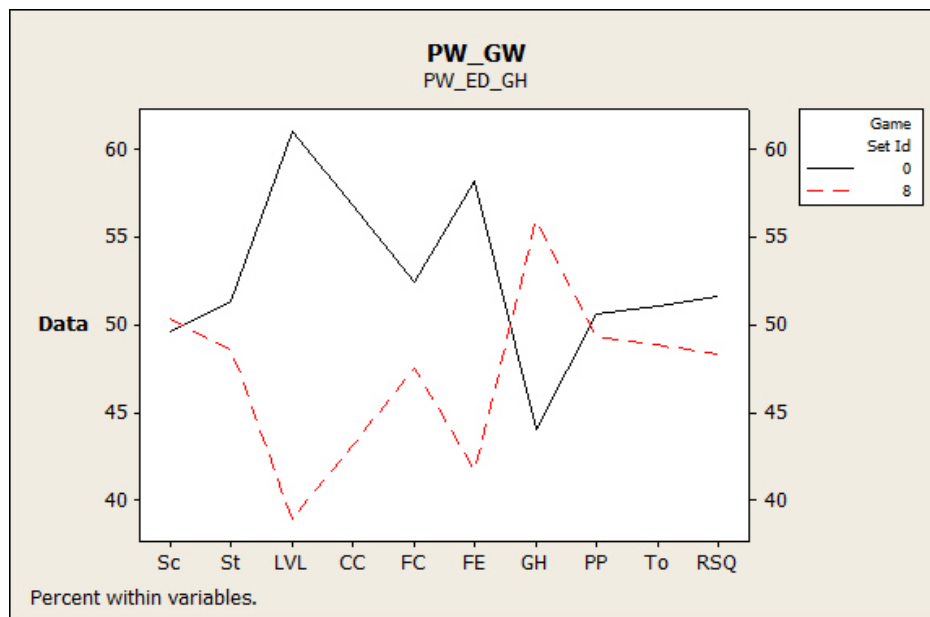 PW_GW
PW_ED_GH
Game
Set Id
0
8
60
55
50
45
40
Data
60
55
50
45
40
Sc St LVL CC FC FE GH PP To RSQ
Percent within variables.